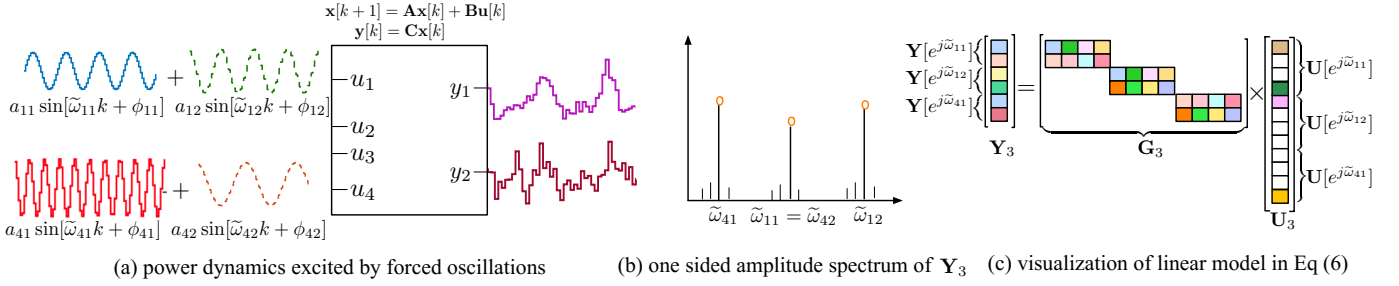 x[k + 1] = Ax[k] + Bu[k]
y[k] = Cx[k]
+
a₁₁ sin[ω̃₁₁k + ϕ₁₁] a₁₂ sin[ω̃₁₂k + ϕ₁₂]
u₁
u₂
u₃
u₄
+
a₄₁ sin[ω̃₄₁k + ϕ₄₁] a₄₂ sin[ω̃₄₂k + ϕ₄₂]
y₁
y₂
(a) power dynamics excited by forced oscillations
ω̃₄₁ ω̃₁₁ = ω̃₄₂ ω̃₁₂
(b) one sided amplitude spectrum of Y₃
Y[e^{jω̃₁₁}]
Y[e^{jω̃₁₂}]
Y[e^{jω̃₄₁}]
Y₃
=
G₃
×
U[e^{jω̃₁₁}]
U[e^{jω̃₁₂}]
U[e^{jω̃₄₁}]
U₃
(c) visualization of linear model in Eq (6)